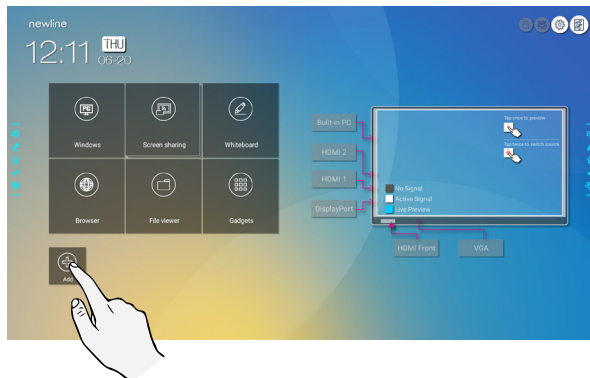 newline
12:11 THU
06-20
PC
Windows
Screen sharing
Whiteboard
Browser
File viewer
Gadgets
Add
Built-in PC
HDMI 2
HDMI 1
DisplayPort
HDMI Front
VGA
Tap once to preview
Tap twice to switch source
No Signal
Active Signal
Live Preview